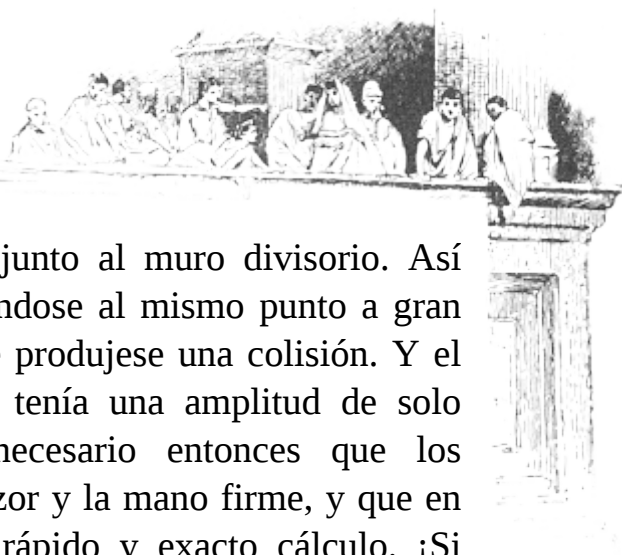 junto al muro divisorio. Así
ndose al mismo punto a gran
produjese una colisión. Y el
tenía una amplitud de solo
necesario entonces que los
zor y la mano firme, y que en
rápido y exacto cálculo. ¡Si